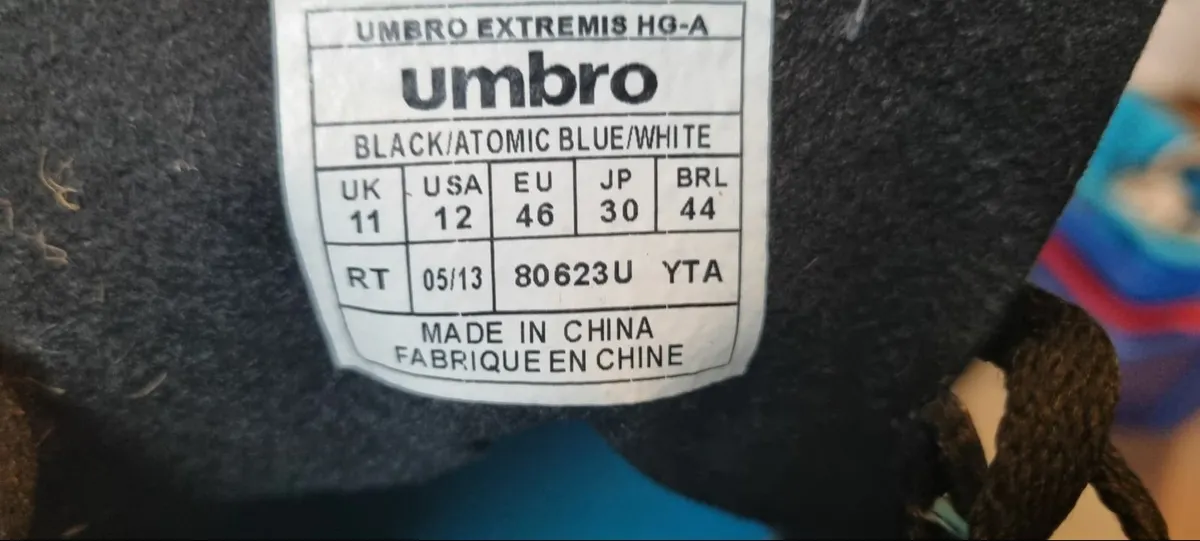 UMBRO EXTREMIS HG-A
umbro
BLACK/ATOMIC BLUE/WHITE
UK USA EU JP BRL
11 12 46 30 44
RT 05/13 80623U YTA
MADE IN CHINA
FABRIQUE EN CHINE